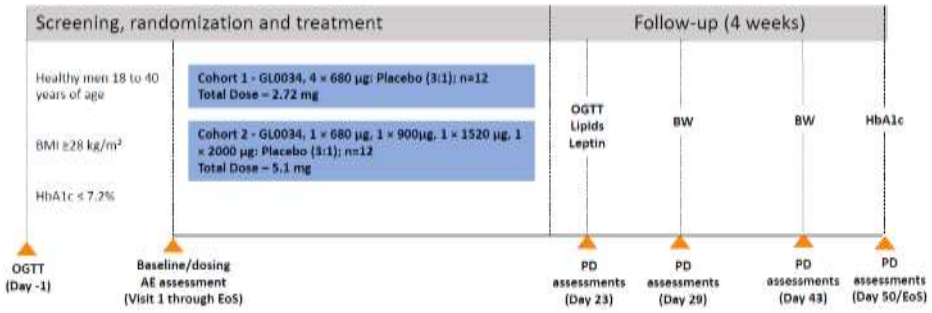 Screening, randomization and treatment
Follow-up (4 weeks)
Healthy men 18 to 40
years of age
BMI ≥28 kg/m²
HbA1c ≤ 7.2%
Cohort 1 - GL0034, 4 × 680 μg: Placebo (3:1); n=12
Total Dose – 2.72 mg
Cohort 2 - GL0034, 1 × 680 μg, 1 × 900μg, 1 × 1520 μg, 1
× 2000 μg: Placebo (3:1); n=12
Total Dose – 5.1 mg
OGTT
Lipids
Leptin
BW
BW
HbA1c
OGTT
(Day -1)
Baseline/dosing
AE assessment
(Visit 1 through EoS)
PD
assessments
(Day 23)
PD
assessments
(Day 29)
PD
assessments
(Day 43)
PD
assessments
(Day 50/EoS)